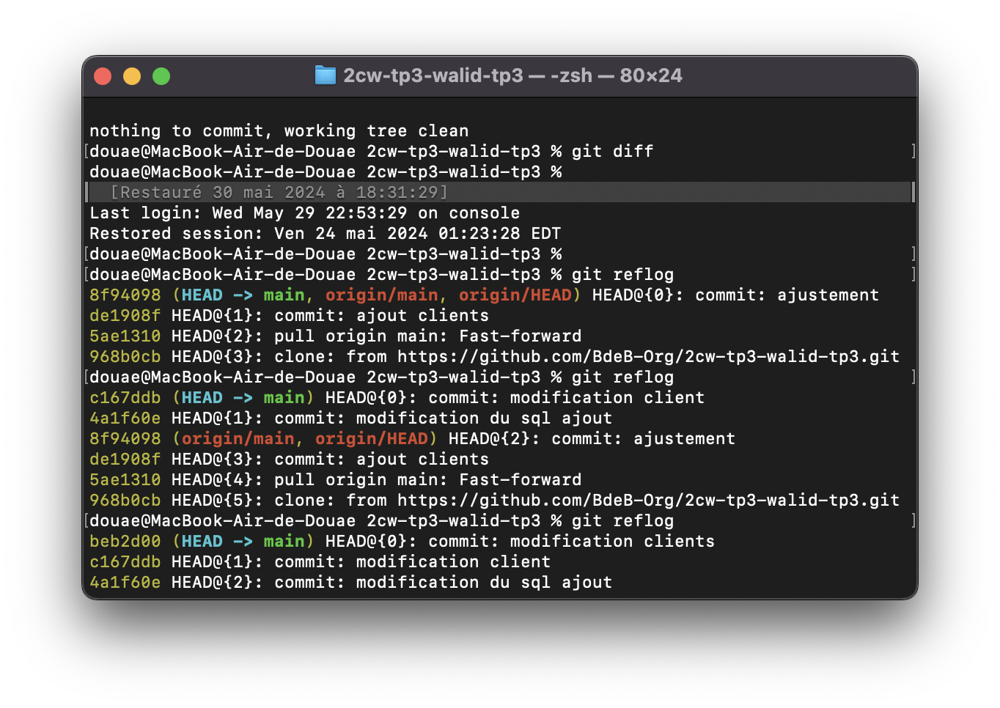 2cw-tp3-walid-tp3 — -zsh — 80×24
nothing to commit, working tree clean
[douae@MacBook-Air-de-Douae 2cw-tp3-walid-tp3 % git diff ]
douae@MacBook-Air-de-Douae 2cw-tp3-walid-tp3 %
[Restauré 30 mai 2024 à 18:31:29]
Last login: Wed May 29 22:53:29 on console
Restored session: Ven 24 mai 2024 01:23:28 EDT
[douae@MacBook-Air-de-Douae 2cw-tp3-walid-tp3 % ]
[douae@MacBook-Air-de-Douae 2cw-tp3-walid-tp3 % git reflog ]
8f94098 (HEAD -> main, origin/main, origin/HEAD) HEAD@{0}: commit: ajustement
de1908f HEAD@{1}: commit: ajout clients
5ae1310 HEAD@{2}: pull origin main: Fast-forward
968b0cb HEAD@{3}: clone: from https://github.com/BdeB-Org/2cw-tp3-walid-tp3.git
[douae@MacBook-Air-de-Douae 2cw-tp3-walid-tp3 % git reflog ]
c167ddb (HEAD -> main) HEAD@{0}: commit: modification client
4a1f60e HEAD@{1}: commit: modification du sql ajout
8f94098 (origin/main, origin/HEAD) HEAD@{2}: commit: ajustement
de1908f HEAD@{3}: commit: ajout clients
5ae1310 HEAD@{4}: pull origin main: Fast-forward
968b0cb HEAD@{5}: clone: from https://github.com/BdeB-Org/2cw-tp3-walid-tp3.git
[douae@MacBook-Air-de-Douae 2cw-tp3-walid-tp3 % git reflog ]
beb2d00 (HEAD -> main) HEAD@{0}: commit: modification clients
c167ddb HEAD@{1}: commit: modification client
4a1f60e HEAD@{2}: commit: modification du sql ajout